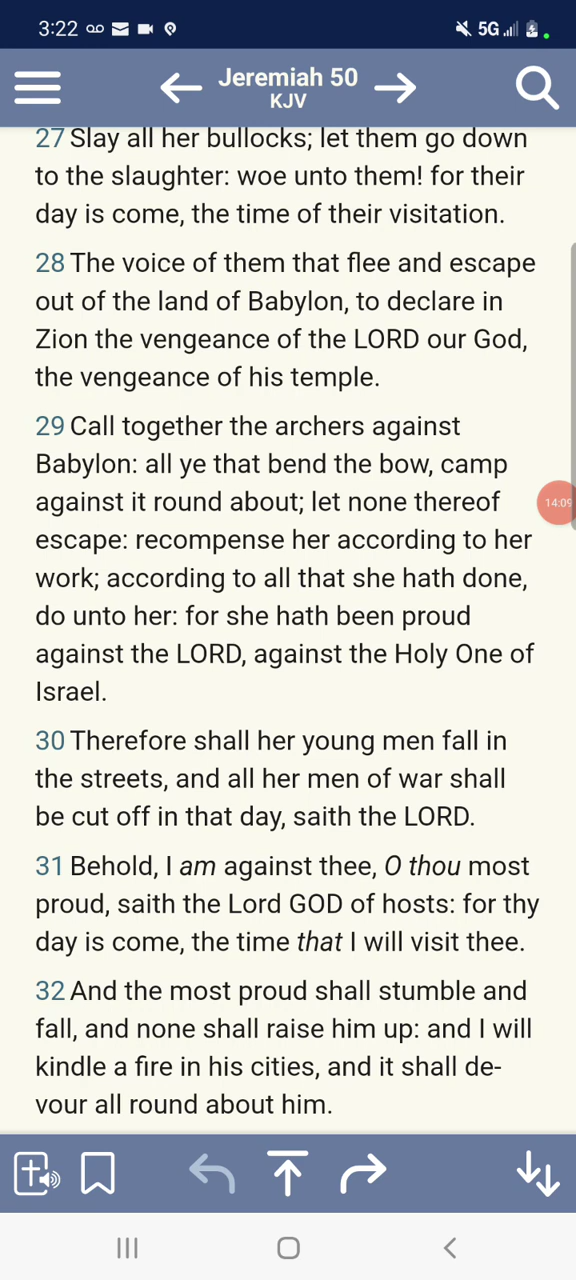 3:22
5G
Jeremiah 50
KJV
27 Slay all her bullocks; let them go down
to the slaughter: woe unto them! for their
day is come, the time of their visitation.
28 The voice of them that flee and escape
out of the land of Babylon, to declare in
Zion the vengeance of the LORD our God,
the vengeance of his temple.
29 Call together the archers against
Babylon: all ye that bend the bow, camp
against it round about; let none thereof
14:09
escape: recompense her according to her
work; according to all that she hath done,
do unto her: for she hath been proud
against the LORD, against the Holy One of
Israel.
30 Therefore shall her young men fall in
the streets, and all her men of war shall
be cut off in that day, saith the LORD.
31 Behold, I am against thee, O thou most
proud, saith the Lord GOD of hosts: for thy
day is come, the time that I will visit thee.
32 And the most proud shall stumble and
fall, and none shall raise him up: and I will
kindle a fire in his cities, and it shall de-
vour all round about him.